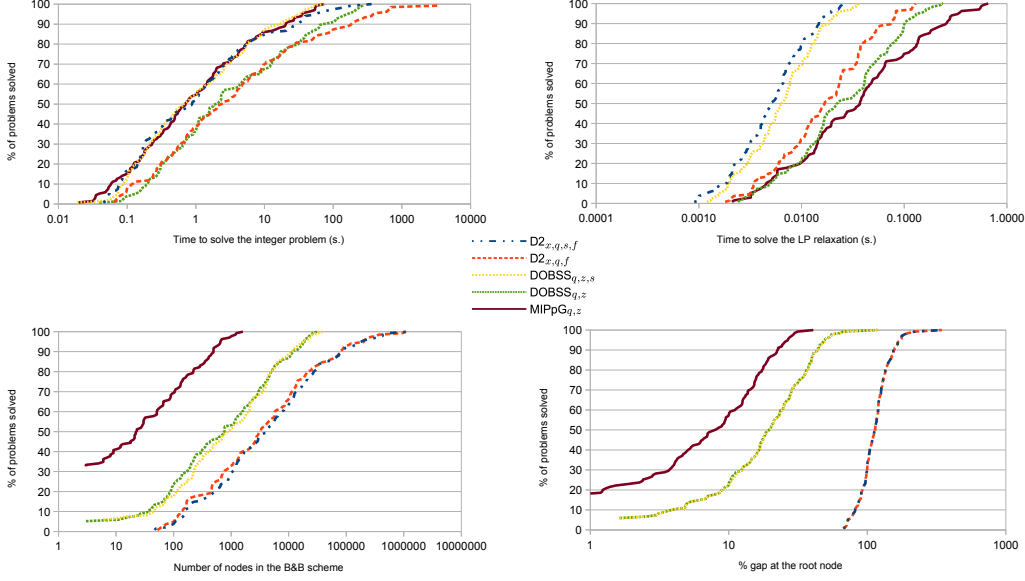 100
90
80
70
60
50
40
30
20
10
0
% of problems solved
0.01 0.1 1 10 100 1000 10000
Time to solve the integer problem (s.)
100
90
80
70
60
50
40
30
20
10
0
% of problems solved
0.0001 0.0010 0.0100 0.1000 1.0000
Time to solve the LP relaxation (s.)
D2x,q,s,f
D2x,q,f
DOBSSq,z,s
DOBSSq,z
MIPpGq,z
100
90
80
70
60
50
40
30
20
10
0
% of problems solved
1 10 100 1000 10000 100000 1000000 10000000
Number of nodes in the B&B scheme
100
90
80
70
60
50
40
30
20
10
0
% of problems solved
1 10 100 1000
% gap at the root node